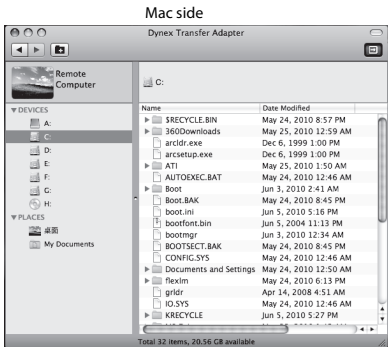 Mac side
Dynex Transfer Adapter
Remote
Computer
C:
▼ DEVICES
A:
C:
D:
E:
F:
G:
H:
▼ PLACES
桌面
My Documents
Name Date Modified
$RECYCLE.BIN May 24, 2010 8:57 PM
360Downloads May 25, 2010 12:59 AM
arcldr.exe Dec 6, 1999 1:00 PM
arcsetup.exe Dec 6, 1999 1:00 PM
ATI May 25, 2010 1:50 AM
AUTOEXEC.BAT May 24, 2010 12:46 AM
Boot Jun 3, 2010 2:41 AM
Boot.BAK May 24, 2010 8:45 PM
boot.ini Jun 5, 2010 5:16 PM
bootfont.bin Jun 5, 2004 11:13 PM
bootmgr Jun 3, 2010 12:34 AM
BOOTSECT.BAK May 24, 2010 8:45 PM
CONFIG.SYS May 24, 2010 12:46 AM
Documents and Settings May 24, 2010 12:50 AM
flexlm May 24, 2010 6:13 PM
grldr Apr 14, 2008 4:51 AM
IO.SYS May 24, 2010 12:46 AM
KRECYCLE Jun 5, 2010 5:27 PM
Total 32 items, 20.56 GB available